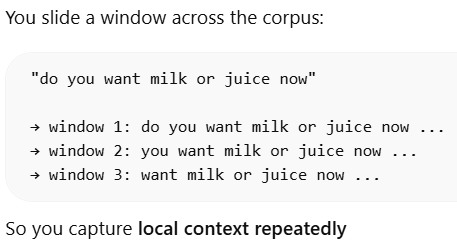 You slide a window across the corpus:
"do you want milk or juice now"
→ window 1: do you want milk or juice now ...
→ window 2: you want milk or juice now ...
→ window 3: want milk or juice now ...
So you capture local context repeatedly